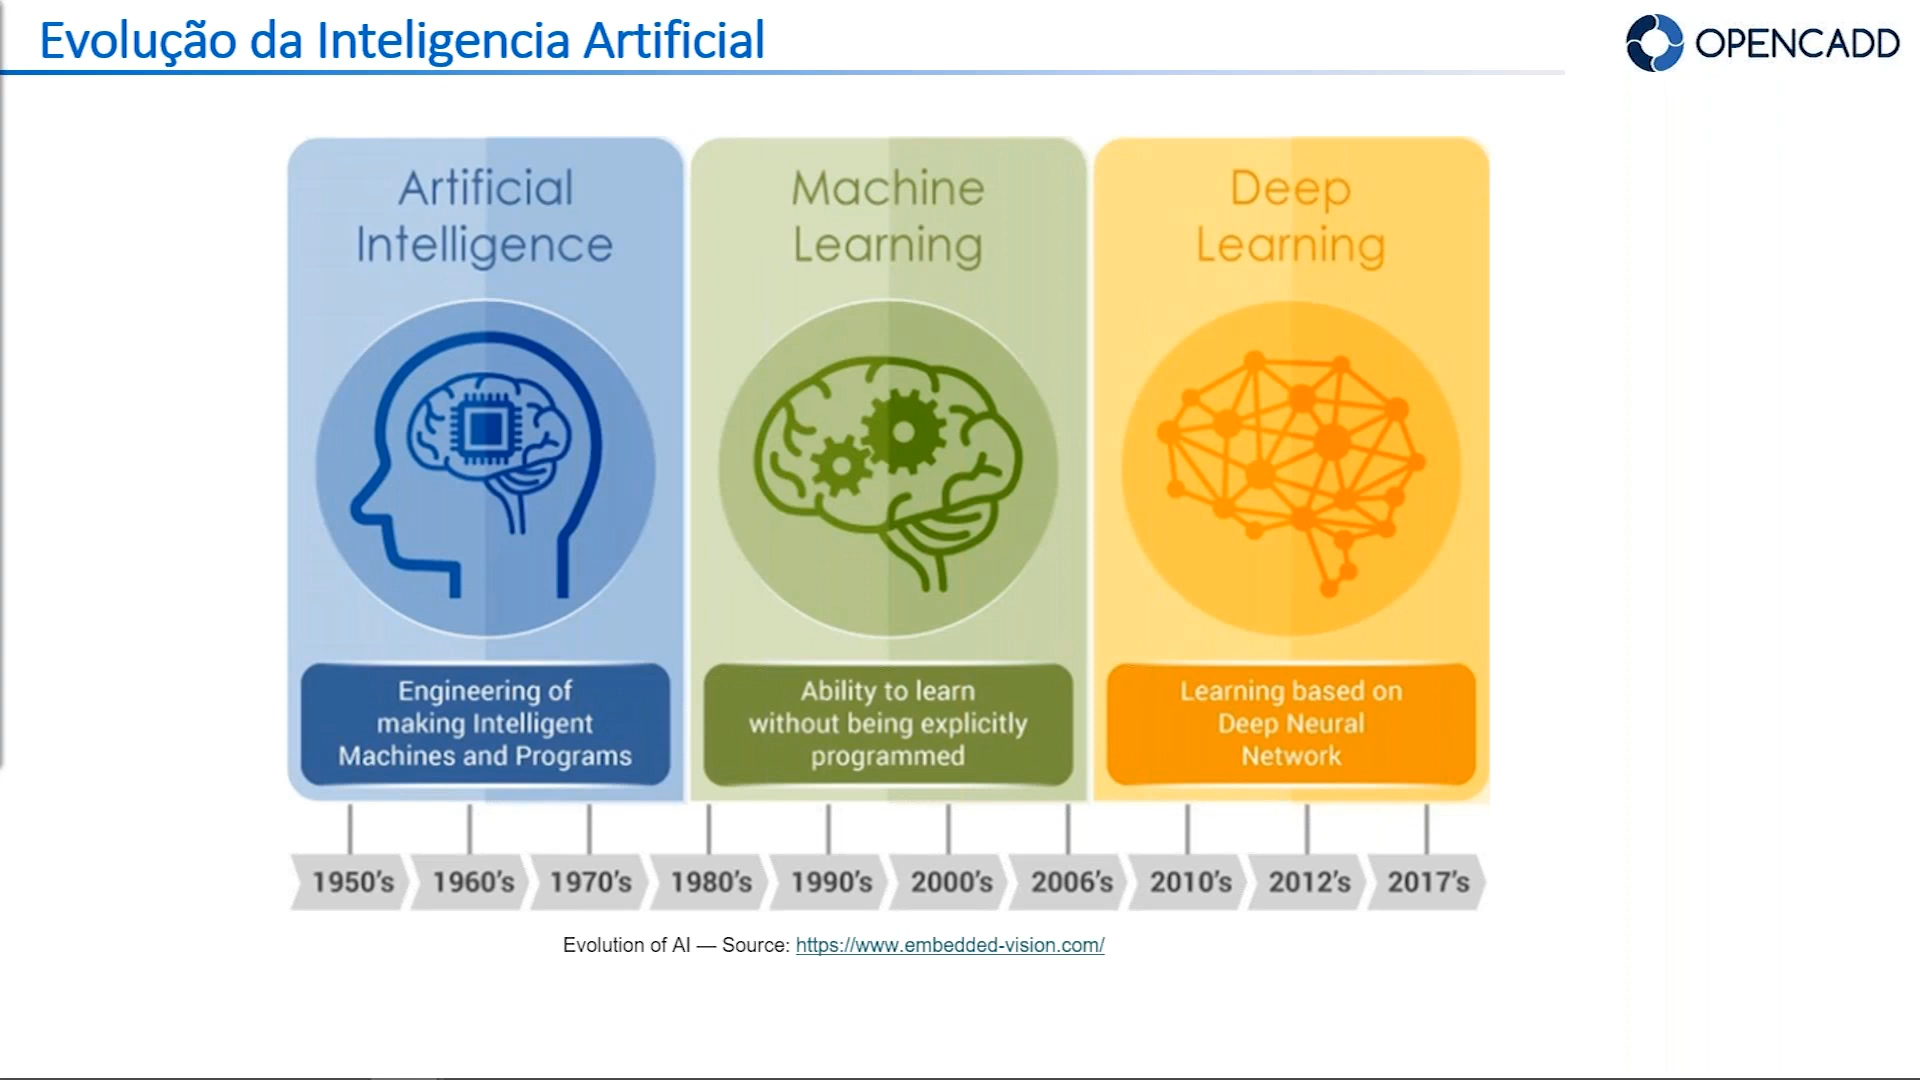 Evolução da Inteligencia Artificial
OPENCADD
Artificial
Intelligence
Machine
Learning
Deep
Learning
Engineering of
making Intelligent
Machines and Programs
Ability to learn
without being explicitly
programmed
Learning based on
Deep Neural
Network
1950's 1960's 1970's 1980's 1990's 2000's 2006's 2010's 2012's 2017's
Evolution of AI — Source: https://www.embedded-vision.com/